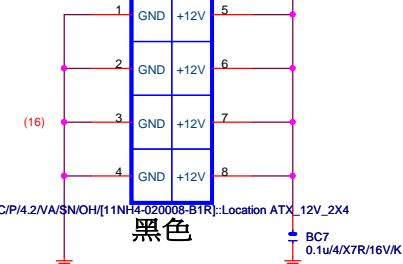 1 GND +12V 5
2 GND +12V 6
(16) 3 GND +12V 7
4 GND +12V 8
C/P/4.2/VA/SN/OH/[11NH4-020008-B1R]::Location ATX_12V_2X4
黑色
BC7
0.1u/4/X7R/16V/K